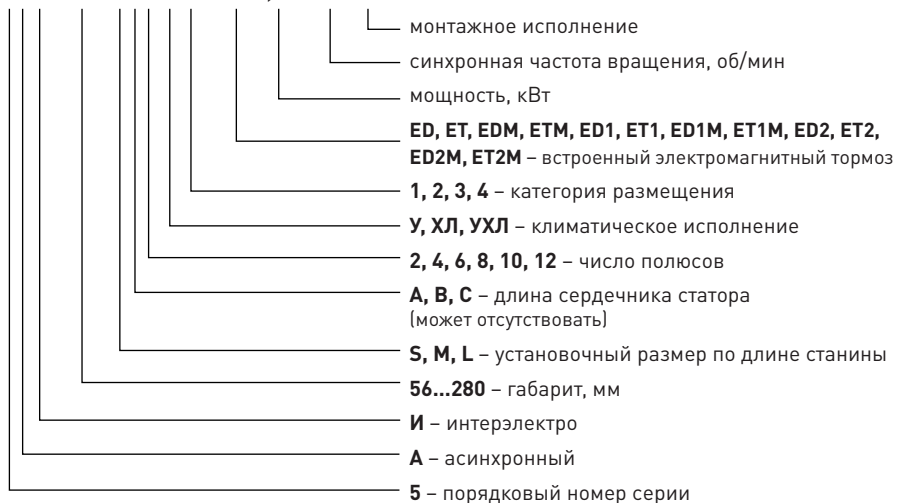 монтажное исполнение
синхронная частота вращения, об/мин
мощность, кВт
ED, ET, EDM, ETM, ED1, ET1, ED1M, ET1M, ED2, ET2,
ED2M, ET2M – встроенный электромагнитный тормоз
1, 2, 3, 4 – категория размещения
У, ХЛ, УХЛ – климатическое исполнение
2, 4, 6, 8, 10, 12 – число полюсов
A, B, C – длина сердечника статора
(может отсутствовать)
S, M, L – установочный размер по длине станины
56...280 – габарит, мм
И – интерэлектро
А – асинхронный
5 – порядковый номер серии